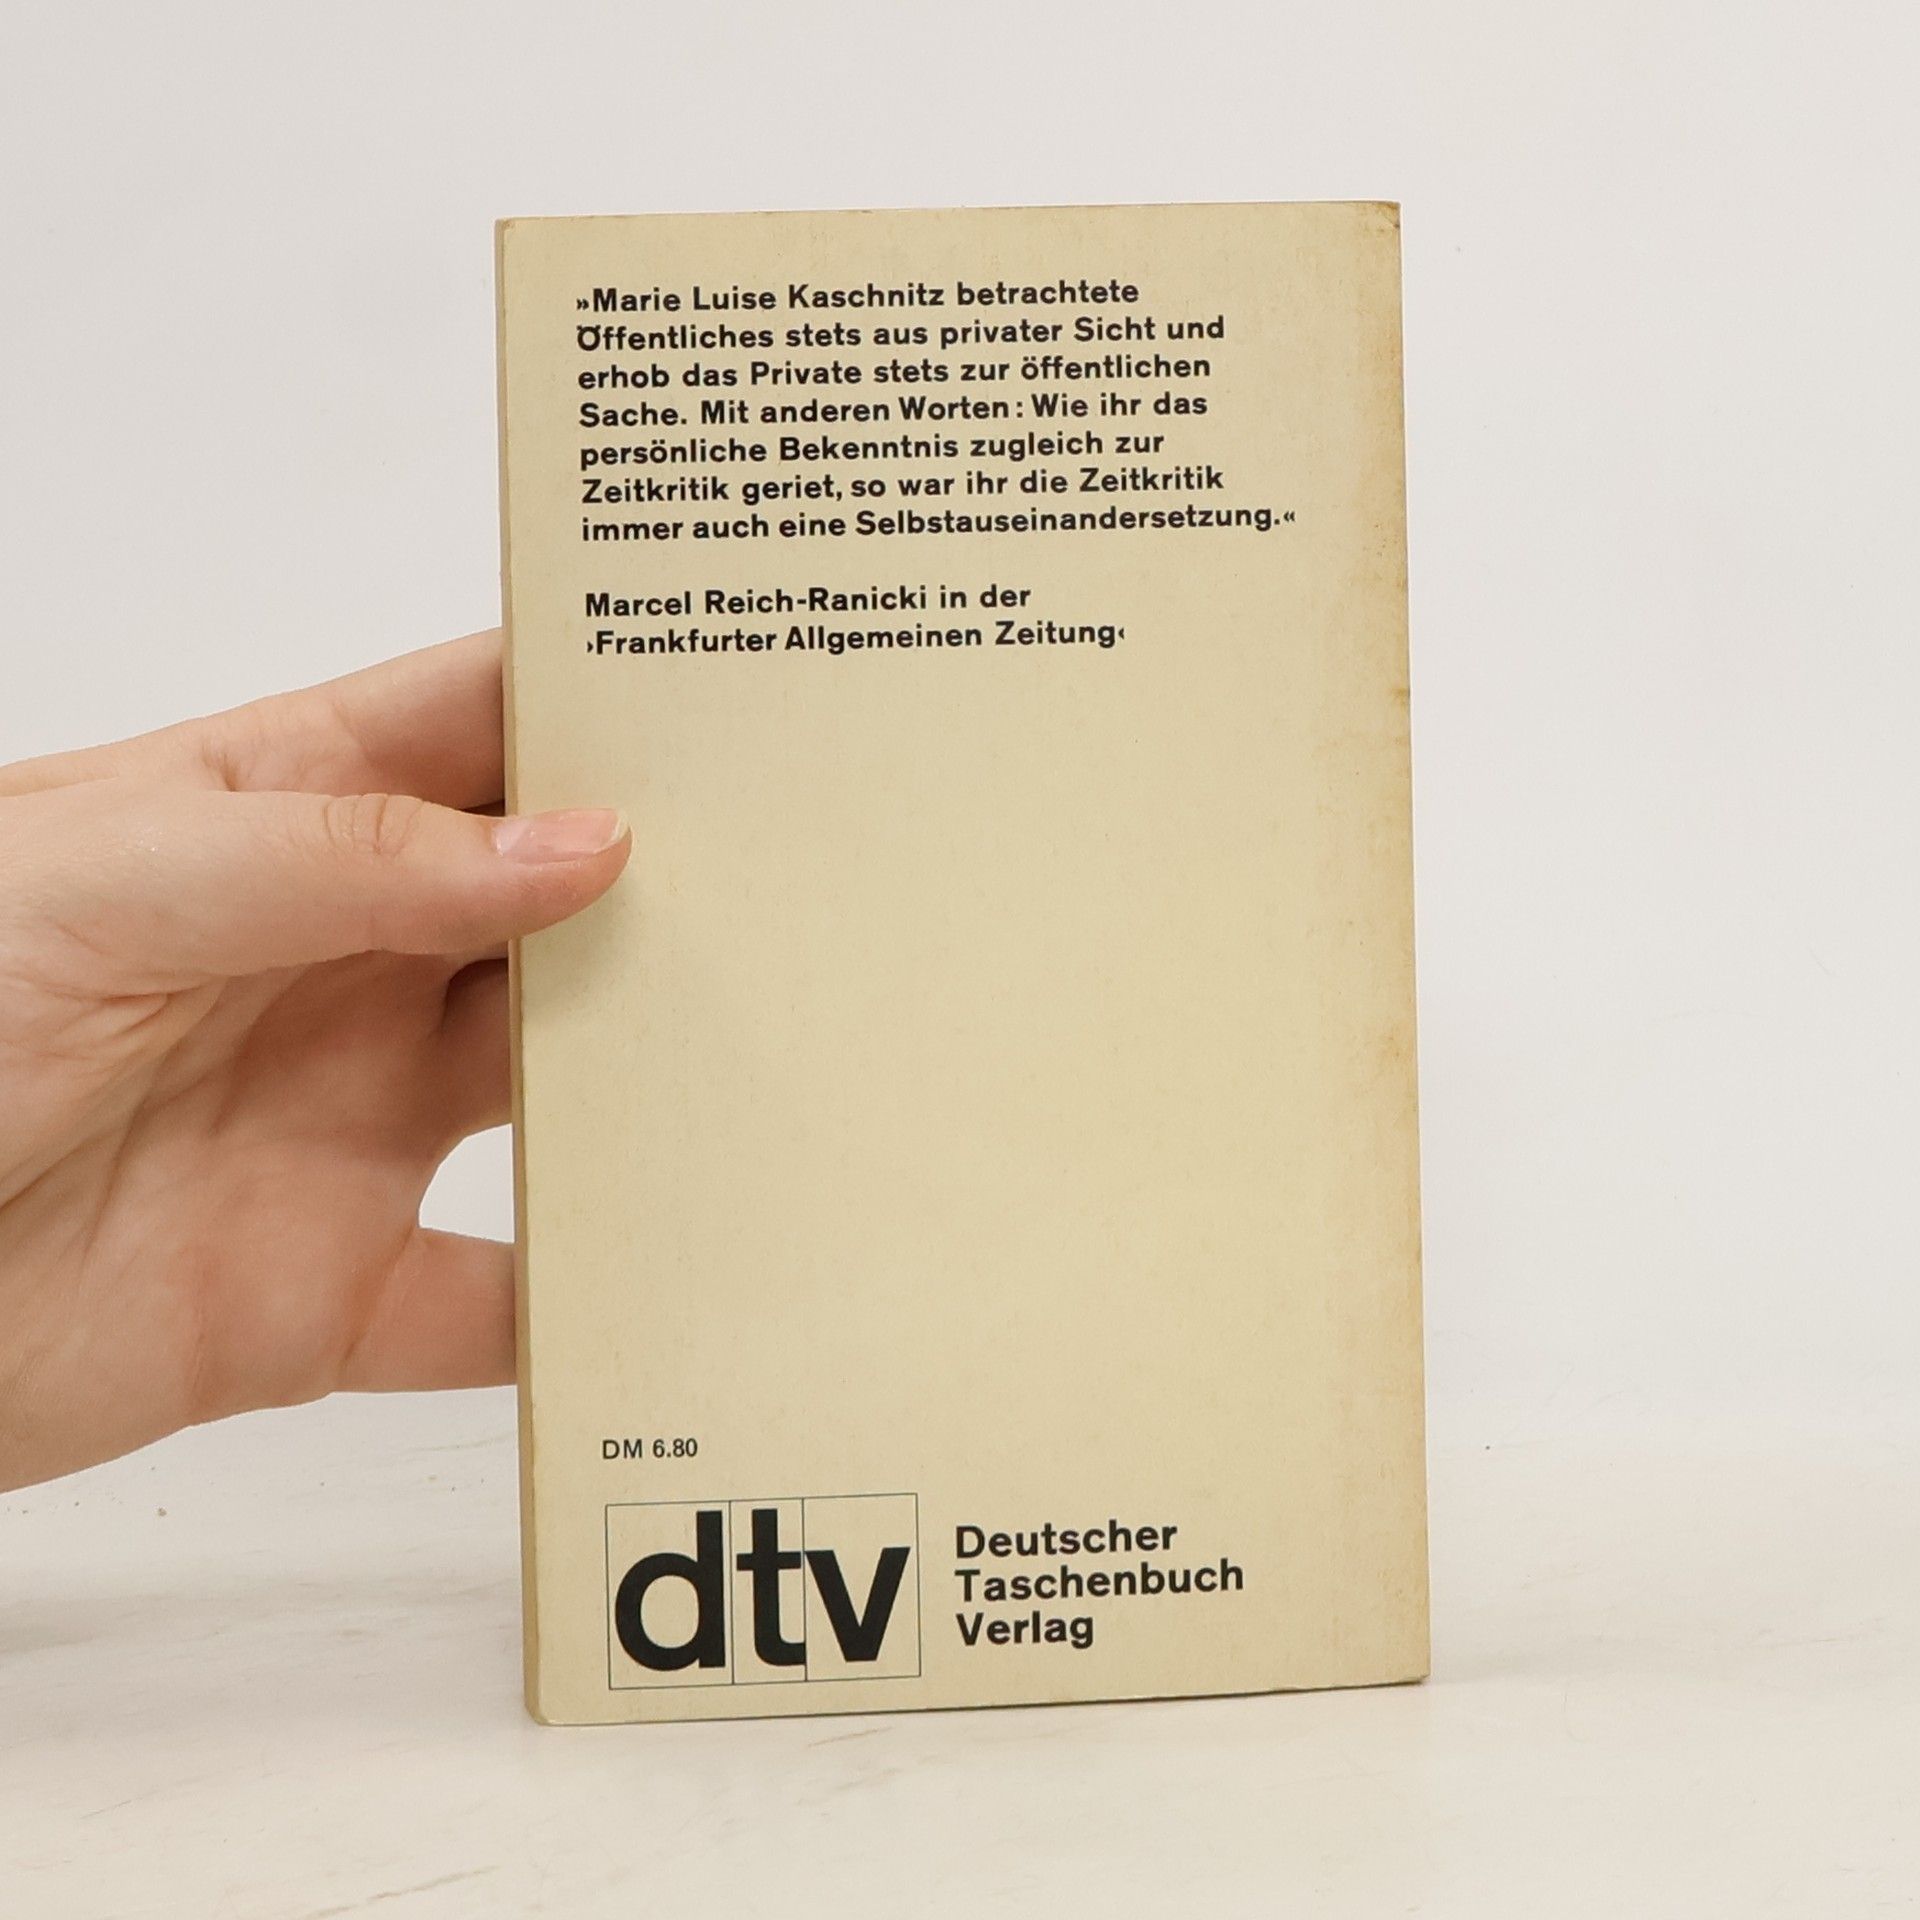 »Marie Luise Kaschnitz betrachtete
Öffentliches stets aus privater Sicht und
erhob das Private stets zur öffentlichen
Sache. Mit anderen Worten: Wie ihr das
persönliche Bekenntnis zugleich zur
Zeitkritik geriet, so war ihr die Zeitkritik
immer auch eine Selbstauseinandersetzung.«
Marcel Reich-Ranicki in der
›Frankfurter Allgemeinen Zeitung‹
DM 6.80
dtv
Deutscher
Taschenbuch
Verlag